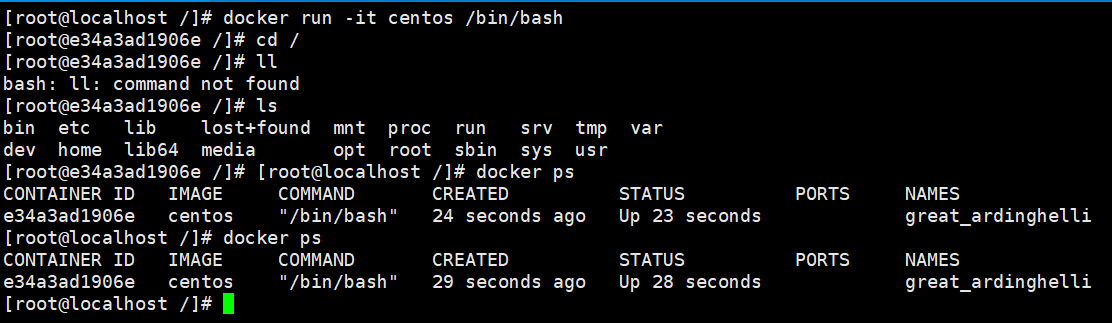 [root@localhost /]# docker run -it centos /bin/bash
[root@e34a3ad1906e /]# cd /
[root@e34a3ad1906e /]# ll
bash: ll: command not found
[root@e34a3ad1906e /]# ls
bin  etc   lib    lost+found  mnt  proc  run   srv  tmp  var
dev  home  lib64  media       opt  root  sbin  sys  usr
[root@e34a3ad1906e /]# [root@localhost /]# docker ps
CONTAINER ID   IMAGE     COMMAND       CREATED          STATUS          PORTS     NAMES
e34a3ad1906e   centos    "/bin/bash"   24 seconds ago   Up 23 seconds             great_ardinghelli
[root@localhost /]# docker ps
CONTAINER ID   IMAGE     COMMAND       CREATED          STATUS          PORTS     NAMES
e34a3ad1906e   centos    "/bin/bash"   29 seconds ago   Up 28 seconds             great_ardinghelli
[root@localhost /]#